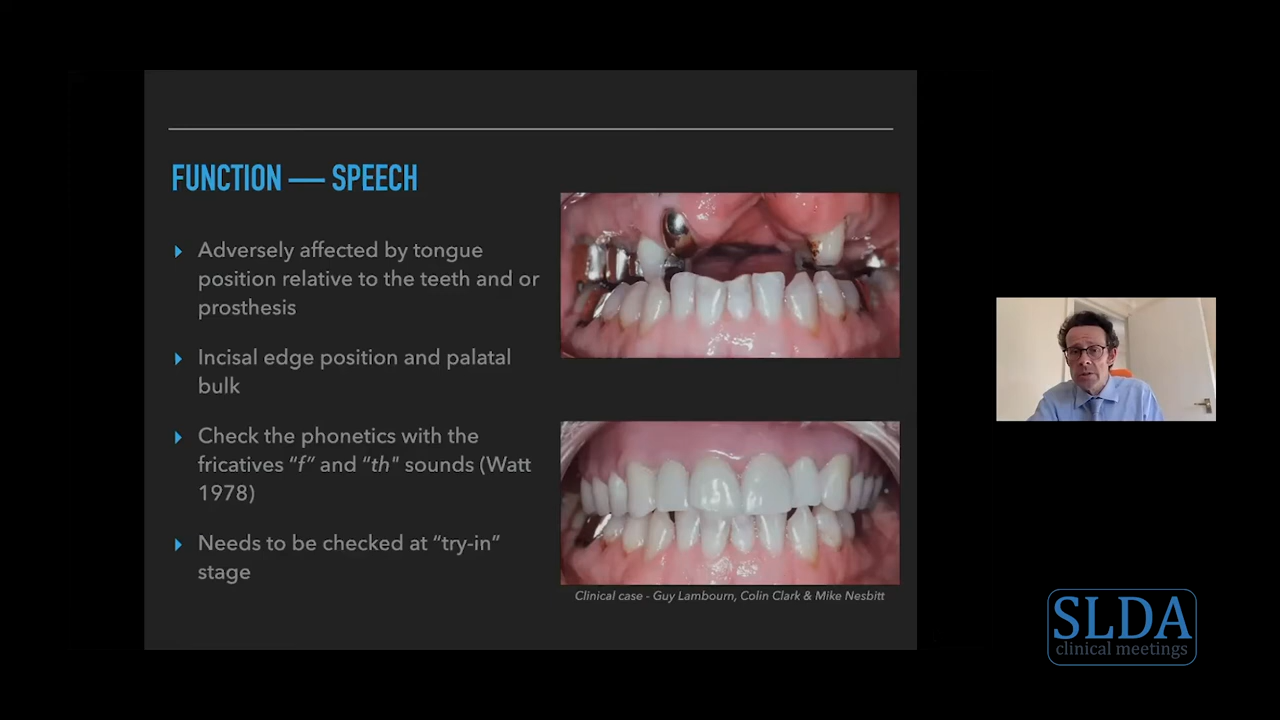 FUNCTION — SPEECH
Adversely affected by tongue
position relative to the teeth and or
prosthesis
Incisal edge position and palatal
bulk
Check the phonetics with the
fricatives “f” and “th" sounds (Watt
1978)
Needs to be checked at “try-in”
stage
Clinical case - Guy Lambourn, Colin Clark & Mike Nesbitt
SLDA
clinical meetings